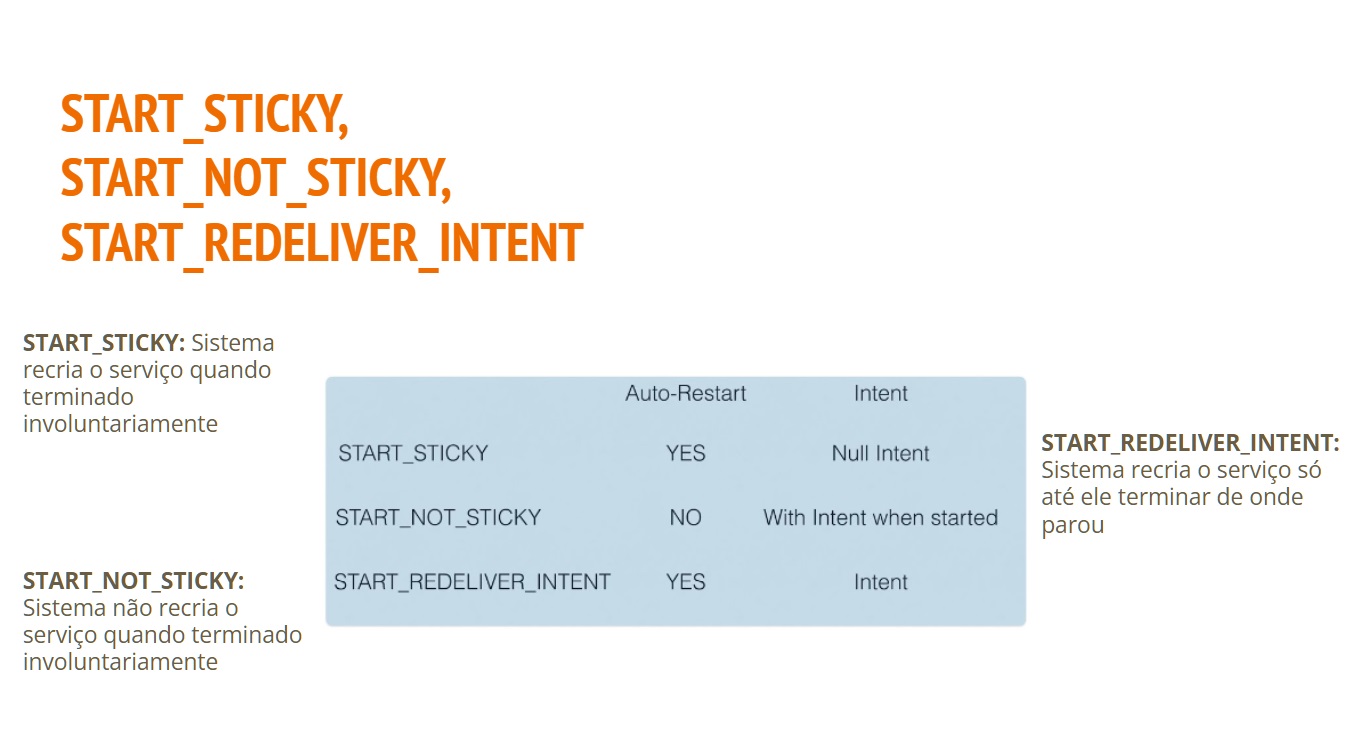 START_STICKY,
START_NOT_STICKY,
START_REDELIVER_INTENT
START_STICKY: Sistema
recria o serviço quando
terminado
involuntariamente
START_NOT_STICKY:
Sistema não recria o
serviço quando terminado
involuntariamente
Auto-Restart Intent
START_STICKY YES Null Intent
START_NOT_STICKY NO With Intent when started
START_REDELIVER_INTENT YES Intent
START_REDELIVER_INTENT:
Sistema recria o serviço só
até ele terminar de onde
parou